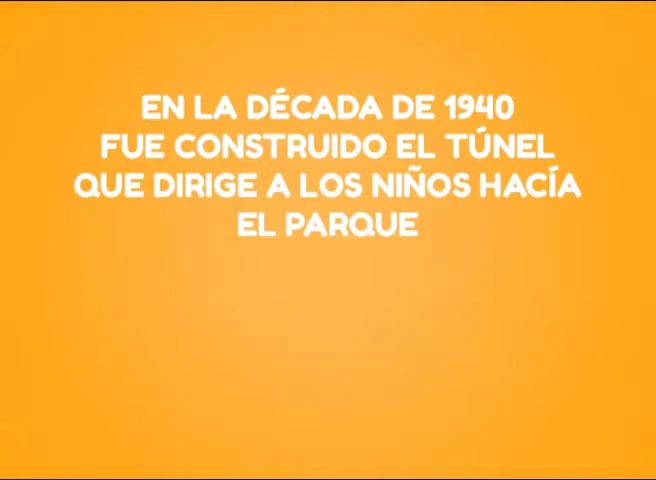 EN LA DÉCADA DE 1940
FUE CONSTRUIDO EL TÚNEL
QUE DIRIGE A LOS NIÑOS HACÍA
EL PARQUE